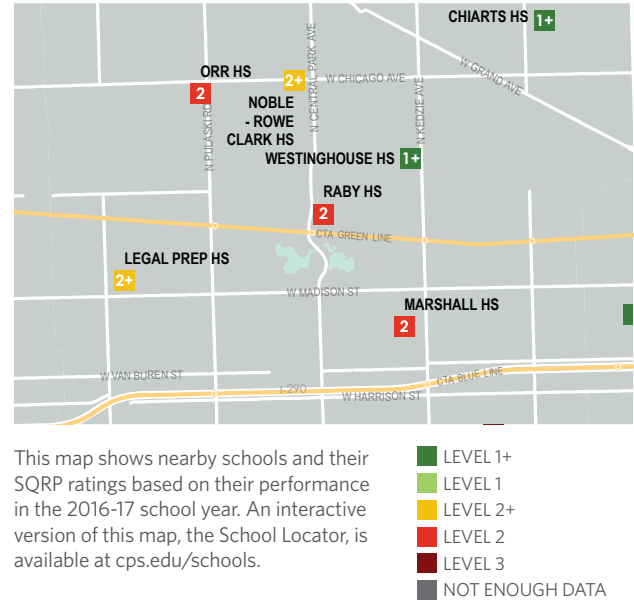 CHIARTS HS
1+
W GRAND AVE
ORR HS
2
2+
W CHICAGO AVE
N CENTRAL PARK AVE
N PULASKI RD
N KEDZIE AVE
NOBLE
- ROWE
CLARK HS
WESTINGHOUSE HS
1+
RABY HS
2
CTA GREEN LINE
LEGAL PREP HS
2+
W MADISON ST
MARSHALL HS
2
W VAN BUREN ST
I-290
CTA BLUE LINE
W HARRISON ST
This map shows nearby schools and their
SQRP ratings based on their performance
in the 2016-17 school year. An interactive
version of this map, the School Locator, is
available at cps.edu/schools.
LEVEL 1+
LEVEL 1
LEVEL 2+
LEVEL 2
LEVEL 3
NOT ENOUGH DATA